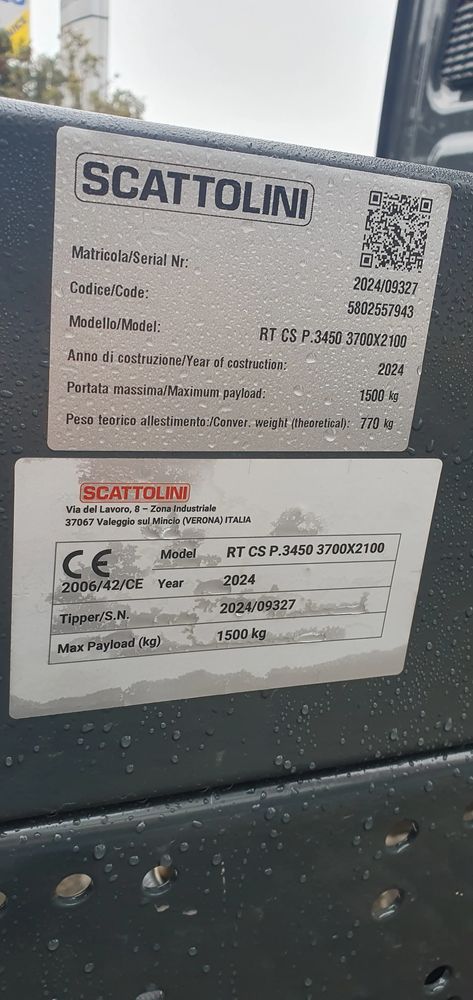 SCATTOLINI
Matricola/Serial Nr: 2024/09327
Codice/Code: 5802557943
Modello/Model: RT CS P.3450 3700X2100
Anno di costruzione/Year of costruction: 2024
Portata massima/Maximum payload: 1500 kg
Peso teorico allestimento:/Conver. weight (theoretical): 770 kg
SCATTOLINI
Via del Lavoro, 8 – Zona Industriale
37067 Valeggio sul Mincio (VERONA) ITALIA
CE Model RT CS P.3450 3700X2100
2006/42/CE Year 2024
Tipper/S.N. 2024/09327
Max Payload (kg) 1500 kg